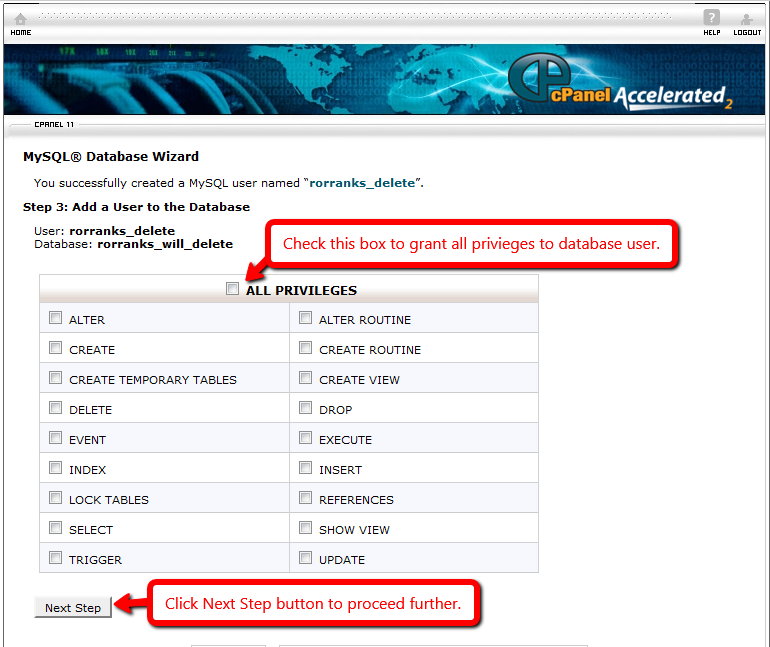 HOME
HELP LOGOUT
cPanel Accelerated2
CPANEL 11
MySQL® Database Wizard
You successfully created a MySQL user named “rorranks_delete”.
Step 3: Add a User to the Database
User: rorranks_delete
Database: rorranks_will_delete
Check this box to grant all privieges to database user.
ALL PRIVILEGES
ALTER ALTER ROUTINE
CREATE CREATE ROUTINE
CREATE TEMPORARY TABLES CREATE VIEW
DELETE DROP
EVENT EXECUTE
INDEX INSERT
LOCK TABLES REFERENCES
SELECT SHOW VIEW
TRIGGER UPDATE
Next Step
Click Next Step button to proceed further.